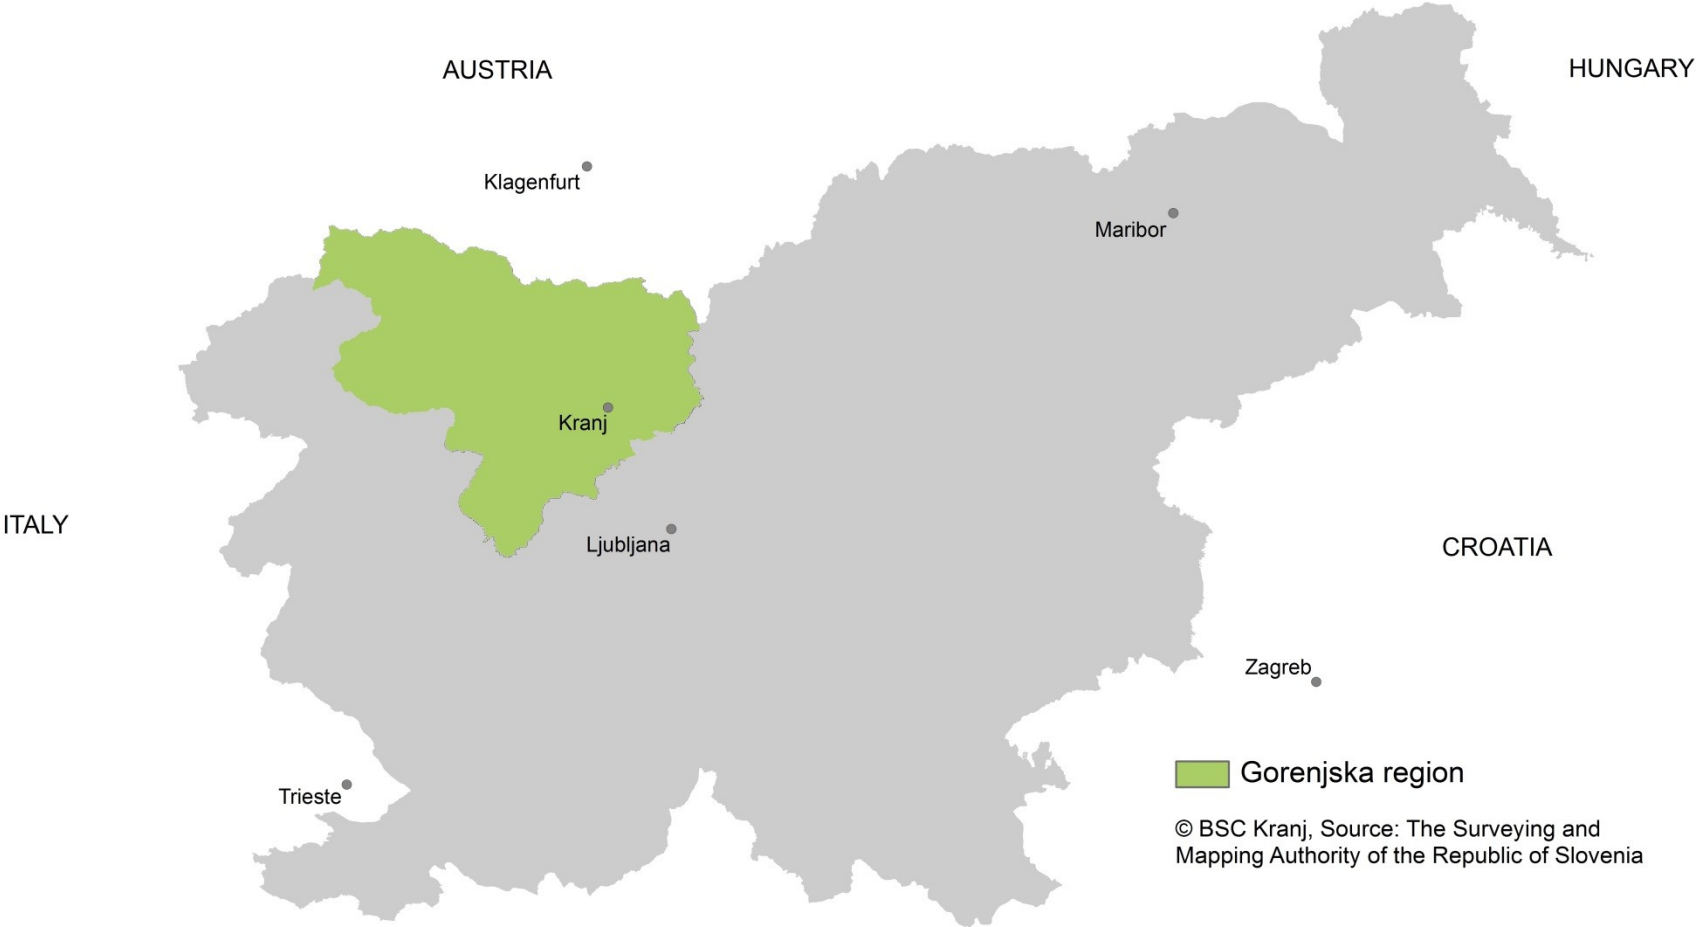 AUSTRIA
HUNGARY
Klagenfurt
Maribor
Kranj
ITALY
Ljubljana
CROATIA
Zagreb
Trieste
Gorenjska region
© BSC Kranj, Source: The Surveying and
Mapping Authority of the Republic of Slovenia